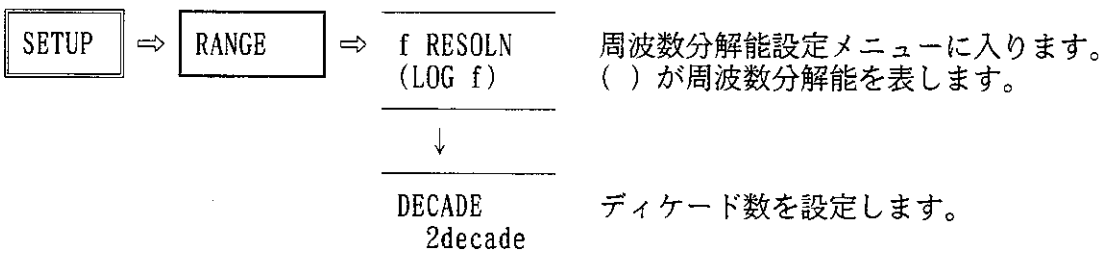 SETUP ⇨ RANGE ⇨ f RESOLN 周波数分解能設定メニューに入ります。
(LOG f) ( )が周波数分解能を表します。
↓
DECADE ディケード数を設定します。
2decade